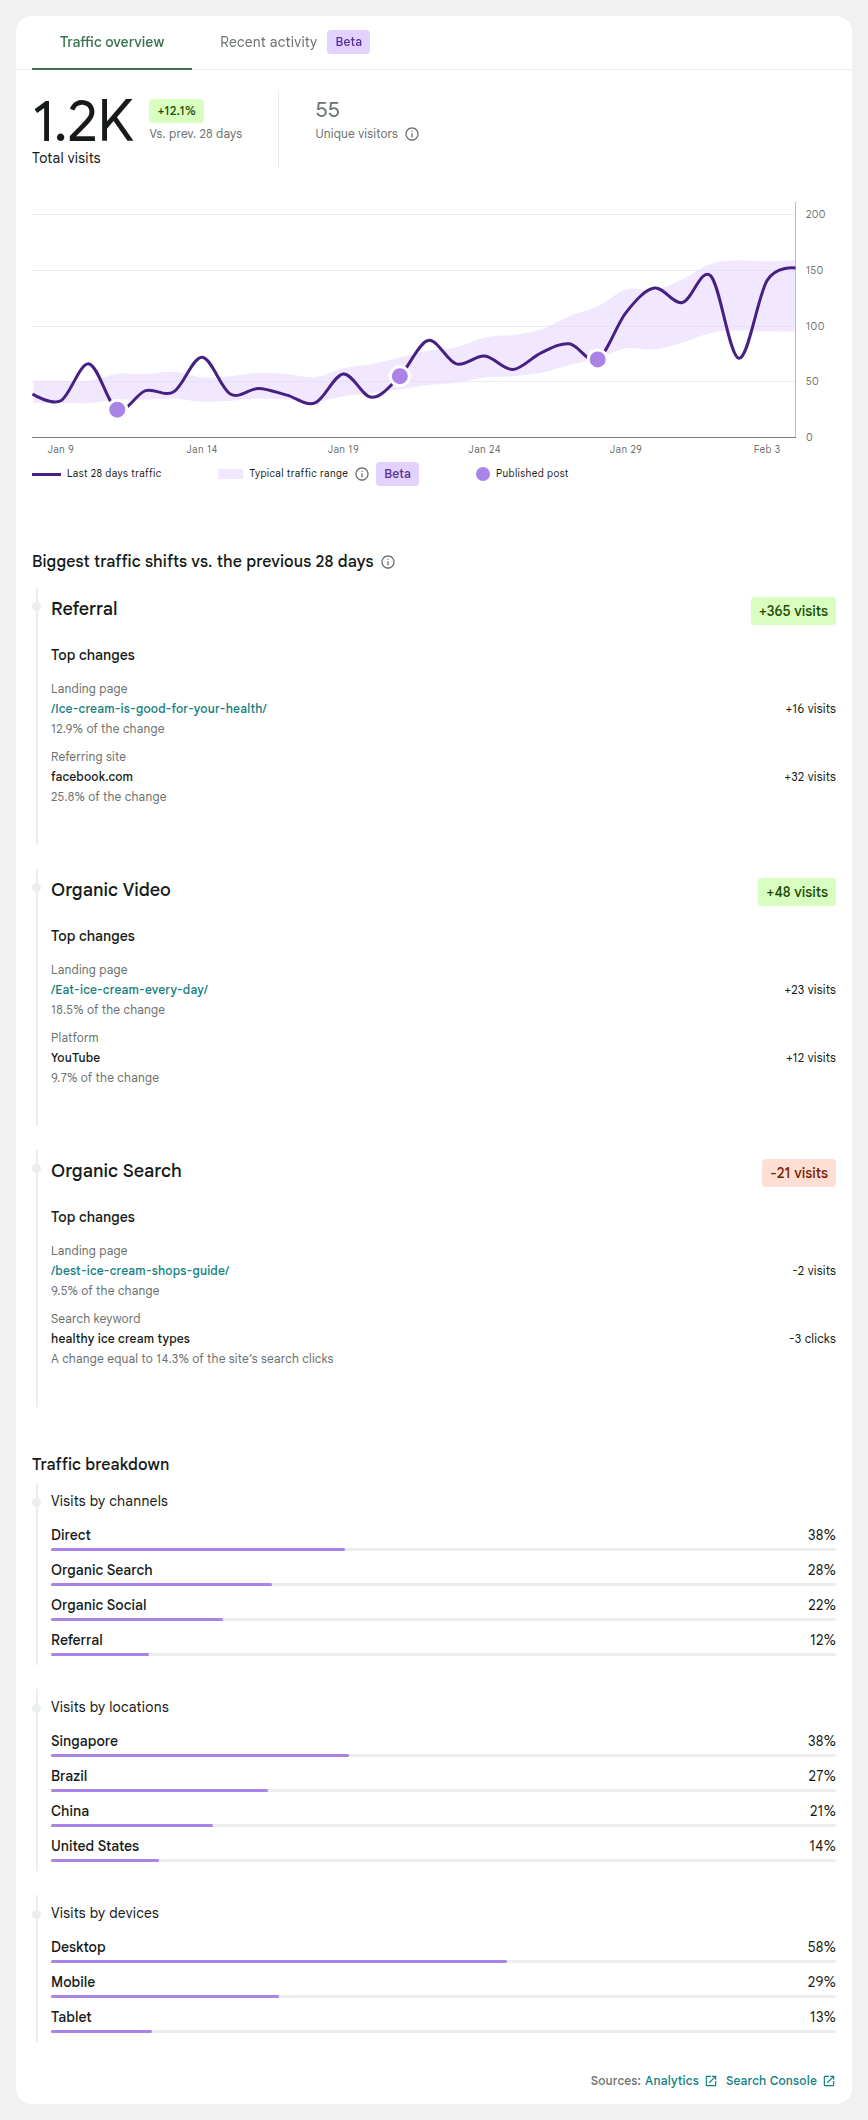 Traffic overview
Recent activity Beta
1.2K
+12.1%
Vs. prev. 28 days
Total visits
55
Unique visitors
200
150
100
50
0
Jan 9 Jan 14 Jan 19 Jan 24 Jan 29 Feb 3
Last 28 days traffic Typical traffic range Beta Published post
Biggest traffic shifts vs. the previous 28 days
Referral +365 visits
Top changes
Landing page
/Ice-cream-is-good-for-your-health/ +16 visits
12.9% of the change
Referring site
facebook.com +32 visits
25.8% of the change
Organic Video +48 visits
Top changes
Landing page
/Eat-ice-cream-every-day/ +23 visits
18.5% of the change
Platform
YouTube +12 visits
9.7% of the change
Organic Search -21 visits
Top changes
Landing page
/best-ice-cream-shops-guide/ -2 visits
9.5% of the change
Search keyword
healthy ice cream types -3 clicks
A change equal to 14.3% of the site's search clicks
Traffic breakdown
Visits by channels
Direct 38%
Organic Search 28%
Organic Social 22%
Referral 12%
Visits by locations
Singapore 38%
Brazil 27%
China 21%
United States 14%
Visits by devices
Desktop 58%
Mobile 29%
Tablet 13%
Sources: Analytics Search Console